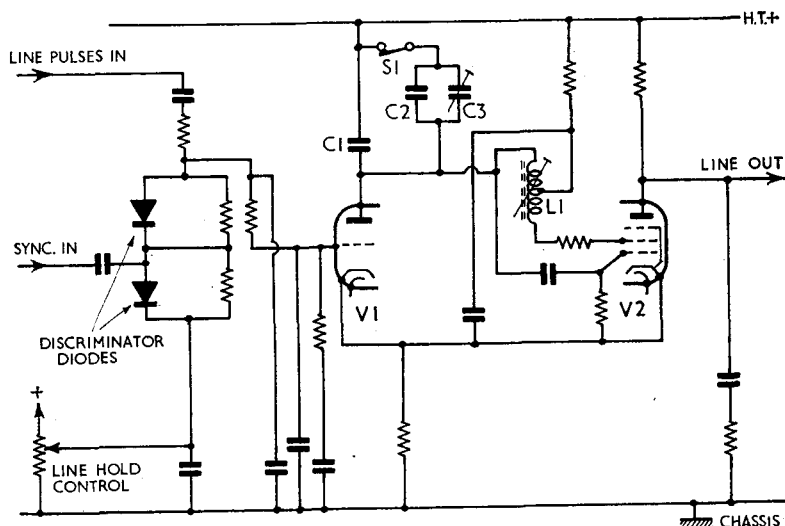 H.T.+
LINE PULSES IN
S1
C2
C3
C1
LINE OUT
L1
SYNC. IN
V1
V2
DISCRIMINATOR
DIODES
+
LINE HOLD
CONTROL
CHASSIS